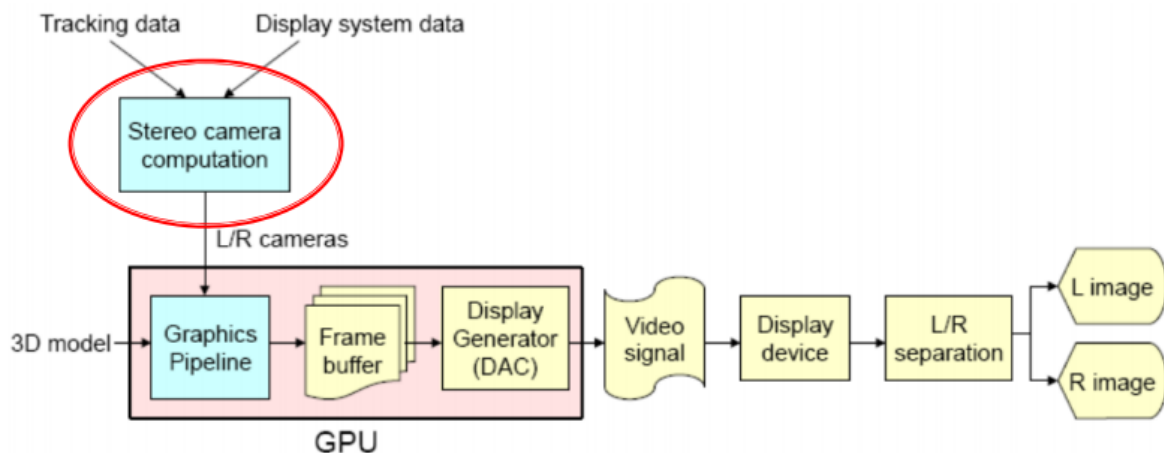 Tracking data
Display system data
Stereo camera
computation
L/R cameras
3D model
Graphics
Pipeline
Frame
buffer
Display
Generator
(DAC)
Video
signal
Display
device
L/R
separation
L image
R image
GPU